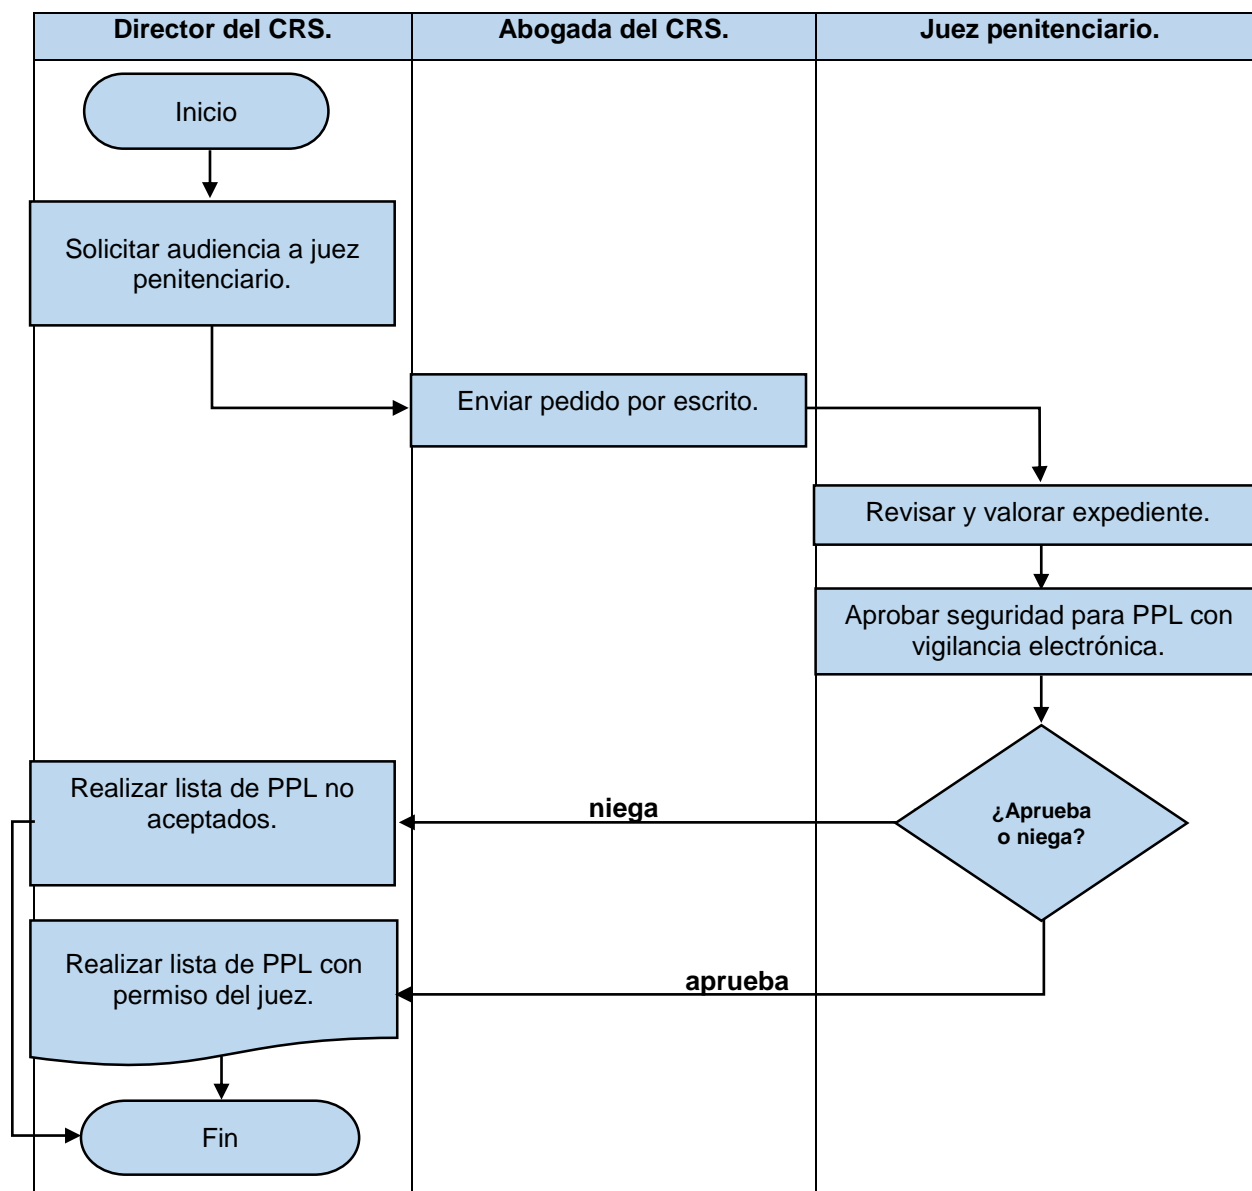 Director del CRS.
Abogada del CRS.
Juez penitenciario.
Inicio
Solicitar audiencia a juez
penitenciario.
Enviar pedido por escrito.
Revisar y valorar expediente.
Aprobar seguridad para PPL con
vigilancia electrónica.
¿Aprueba
o niega?
niega
Realizar lista de PPL no
aceptados.
aprueba
Realizar lista de PPL con
permiso del juez.
Fin